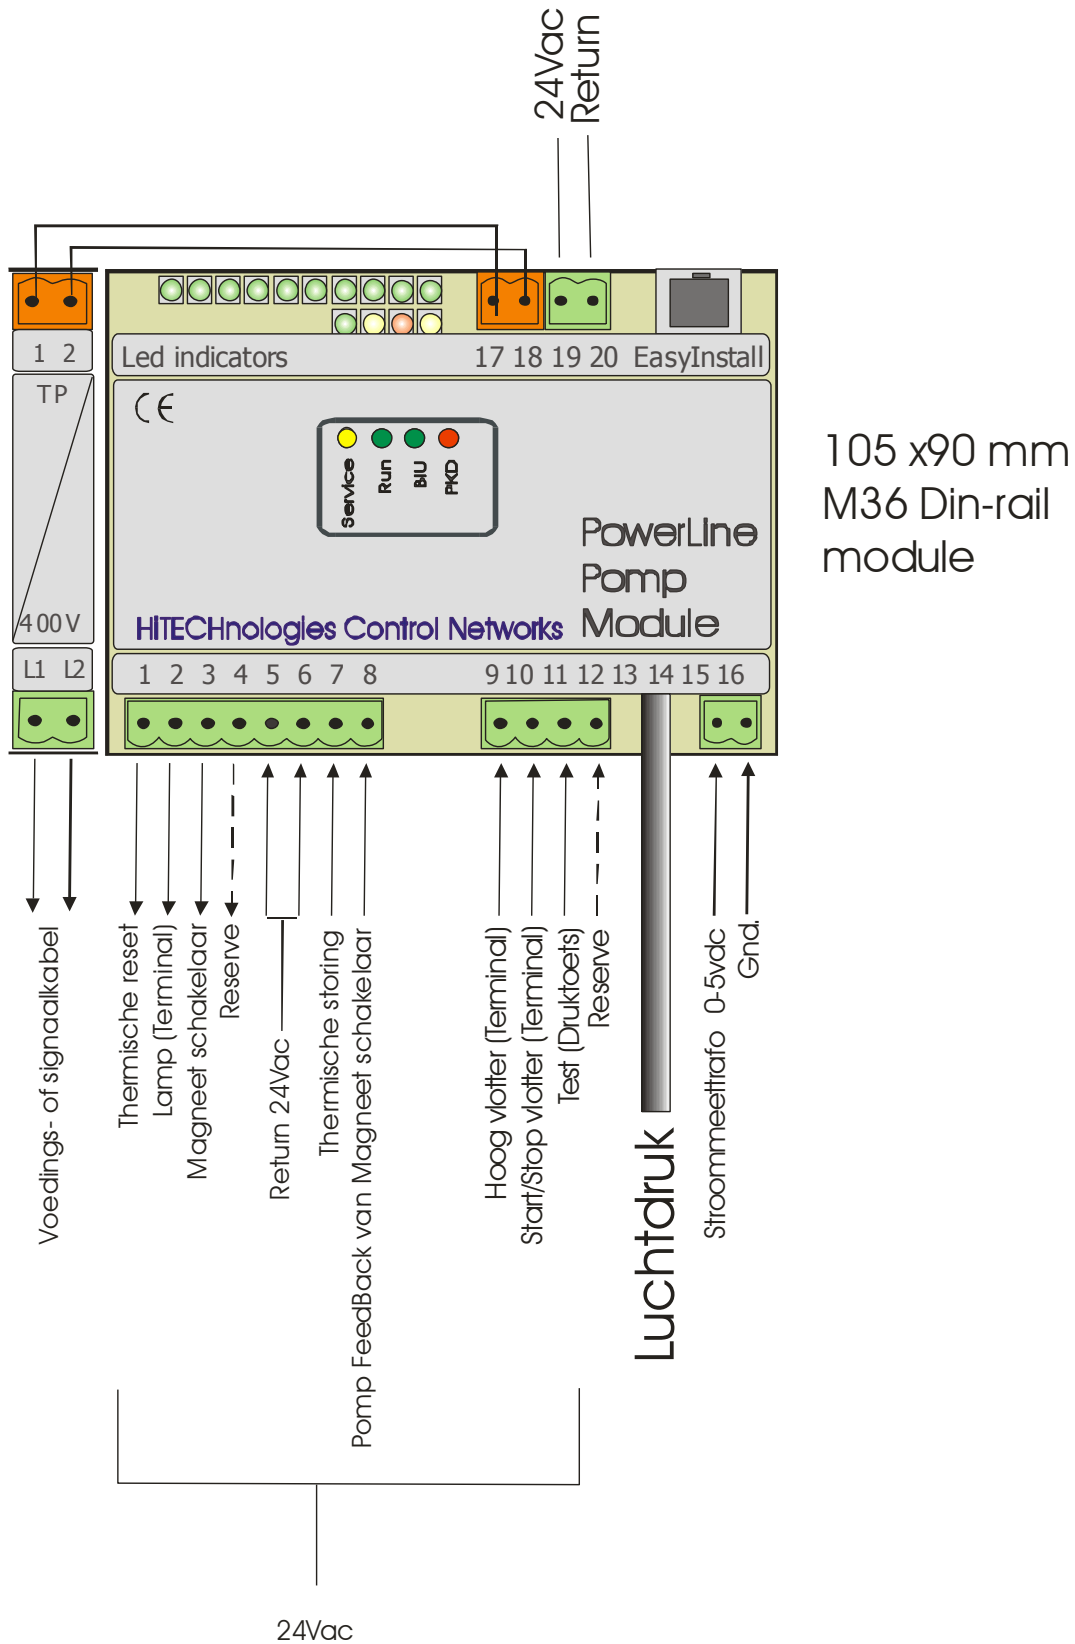 24Vac
Return
1 2
Led indicators
17 18 19 20 EasyInstall
TP
CE
Service
Run
BIU
PKD
105 x90 mm
M36 Din-rail
module
PowerLine
Pomp
Module
400V
HiTECHnologies Control Networks
L1 L2
1 2 3 4 5 6 7 8
9 10 11 12 13 14 15 16
Voedings- of signaalkabel
Thermische reset
Lamp (Terminal)
Magneet schakelaar
Reserve
Return 24Vac
Thermische storing
Pomp FeedBack van Magneet schakelaar
Hoog vlotter (Terminal)
Start/Stop vlotter (Terminal)
Test (Druktoets)
Reserve
Luchtdruk
Stroommeettrafo 0-5vdc
Gnd.
24Vac